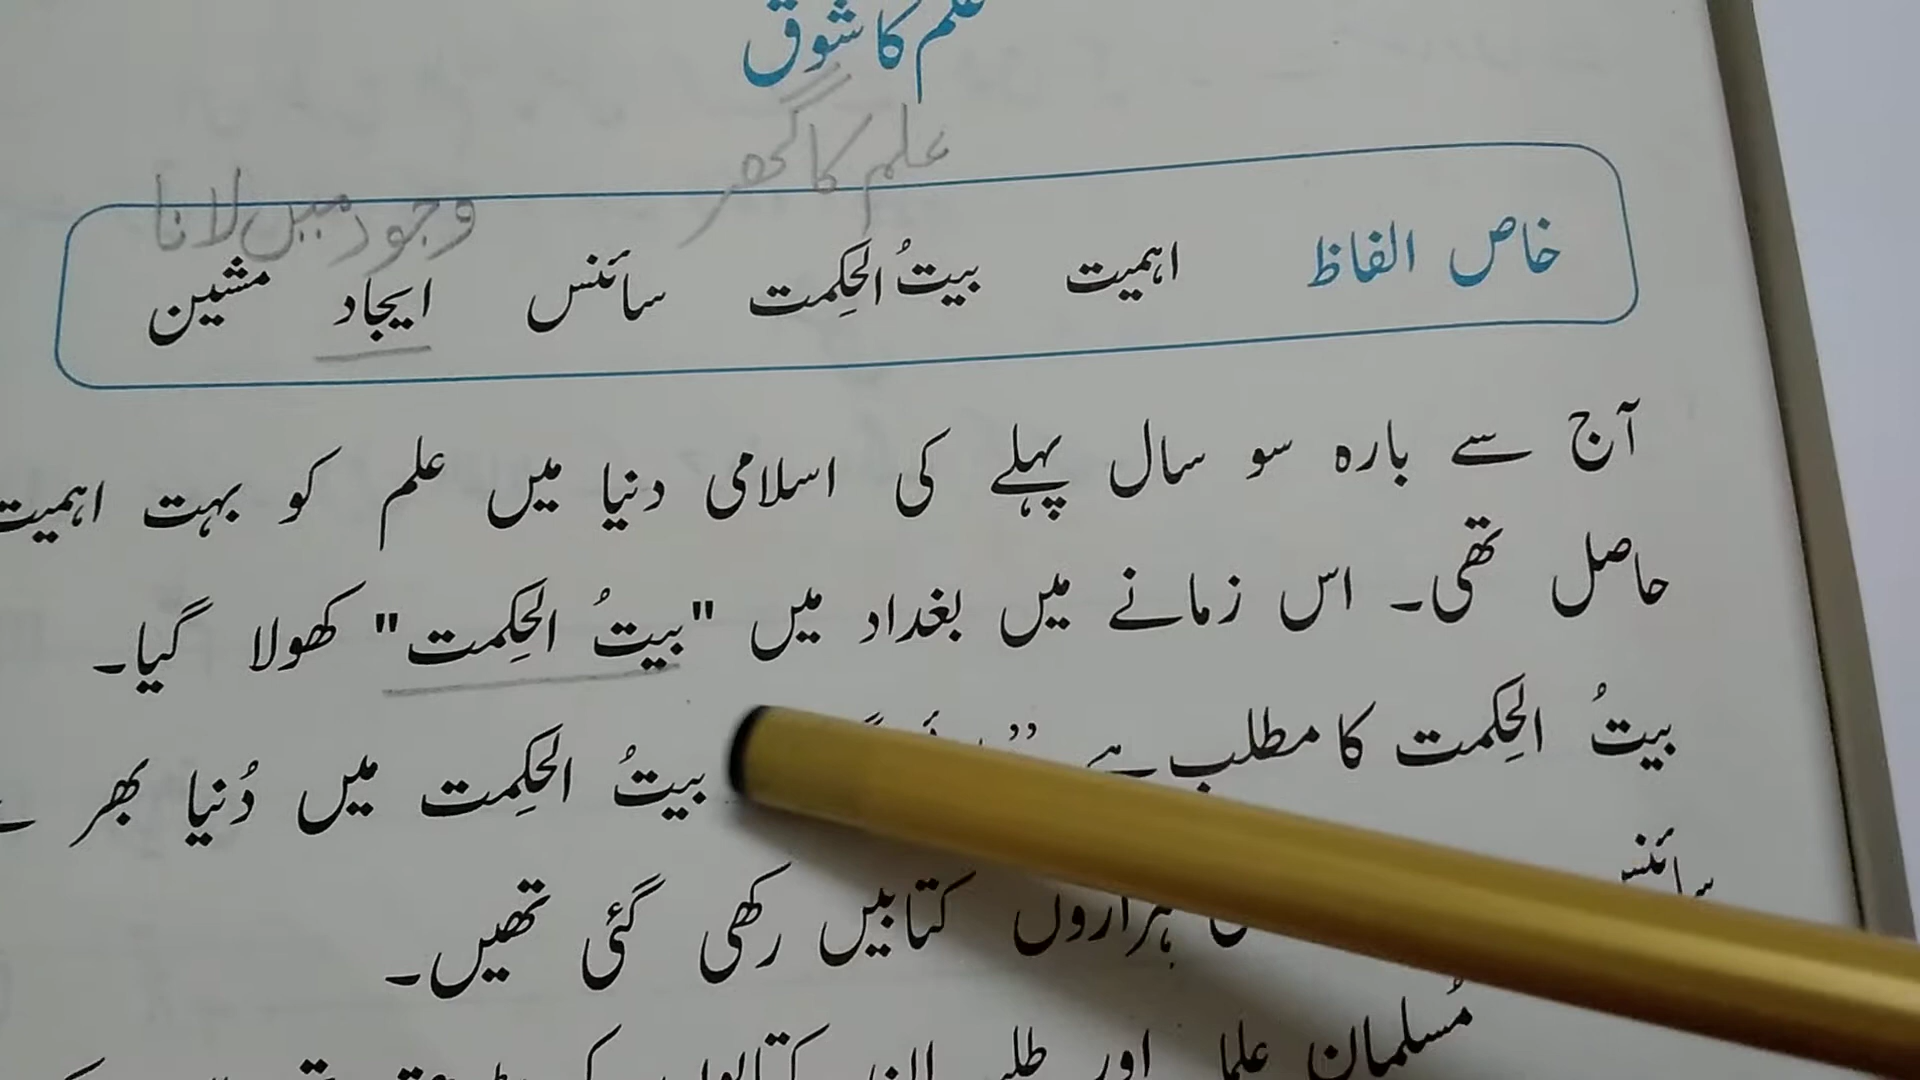 علم کا شوق
علم کا گھر
وجود میں لانا
خاص الفاظ اہمیت بیتُ الحِکمت سائنس ایجاد مشین
آج سے بارہ سو سال پہلے کی اسلامی دنیا میں علم کو بہت اہمیت
حاصل تھی۔ اس زمانے میں بغداد میں "بیتُ الحِکمت" کھولا گیا۔
بیتُ الحِکمت کا مطلب ہے بیتُ الحِکمت میں دُنیا بھر
ہزاروں کتابیں رکھی گئی تھیں۔
مُسلمان علما اور